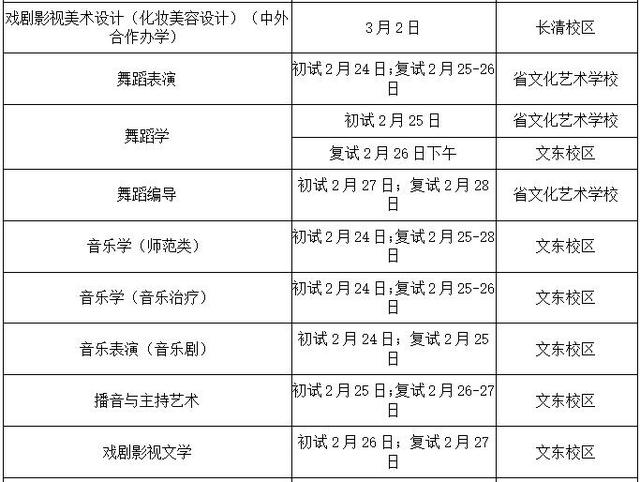 戏剧影视美术设计（化妆美容设计）（中外
合作办学）
3月2日
长清校区
舞蹈表演
初试2月24日;复试2月25-26
日
省文化艺术学校
舞蹈学
初试2月25日
省文化艺术学校
复试2月26日下午
文东校区
舞蹈编导
初试2月27日；复试2月28
日
省文化艺术学校
音乐学（师范类）
初试2月24日;复试2月25-28
日
文东校区
音乐学（音乐治疗）
初试2月24日;复试2月25-26
日
文东校区
音乐表演（音乐剧）
初试2月24日；复试2月25
日
文东校区
播音与主持艺术
初试2月25日;复试2月26-27
日
文东校区
戏剧影视文学
初试2月26日；复试2月27
日
文东校区